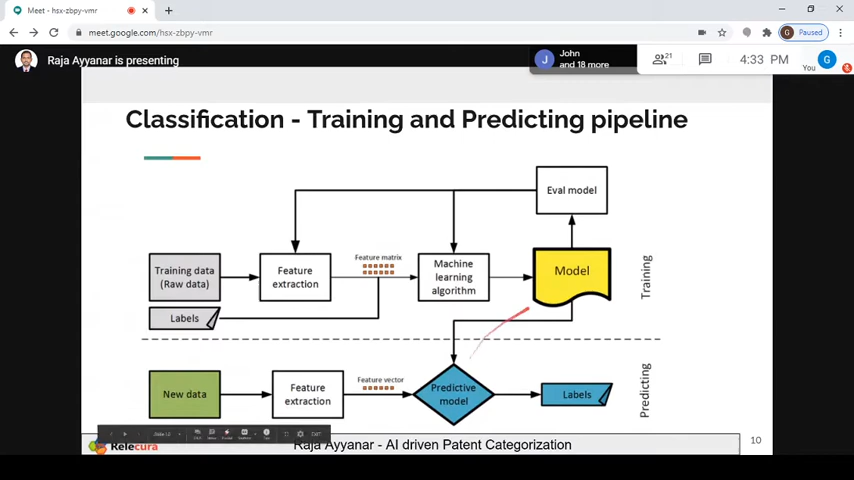 Meet - hsx-zbpy-vmr
meet.google.com/hsx-zbpy-vmr
G
Paused
Raja Ayyanar is presenting
J
John
and 18 more
21
4:33 PM
G
You
Classification - Training and Predicting pipeline
Eval model
Training data
(Raw data)
Feature
extraction
Feature matrix
Machine
learning
algorithm
Model
Training
Labels
New data
Feature
extraction
Feature vector
Predictive
model
Labels
Predicting
Relecura
Raja Ayyanar - AI driven Patent Categorization
10